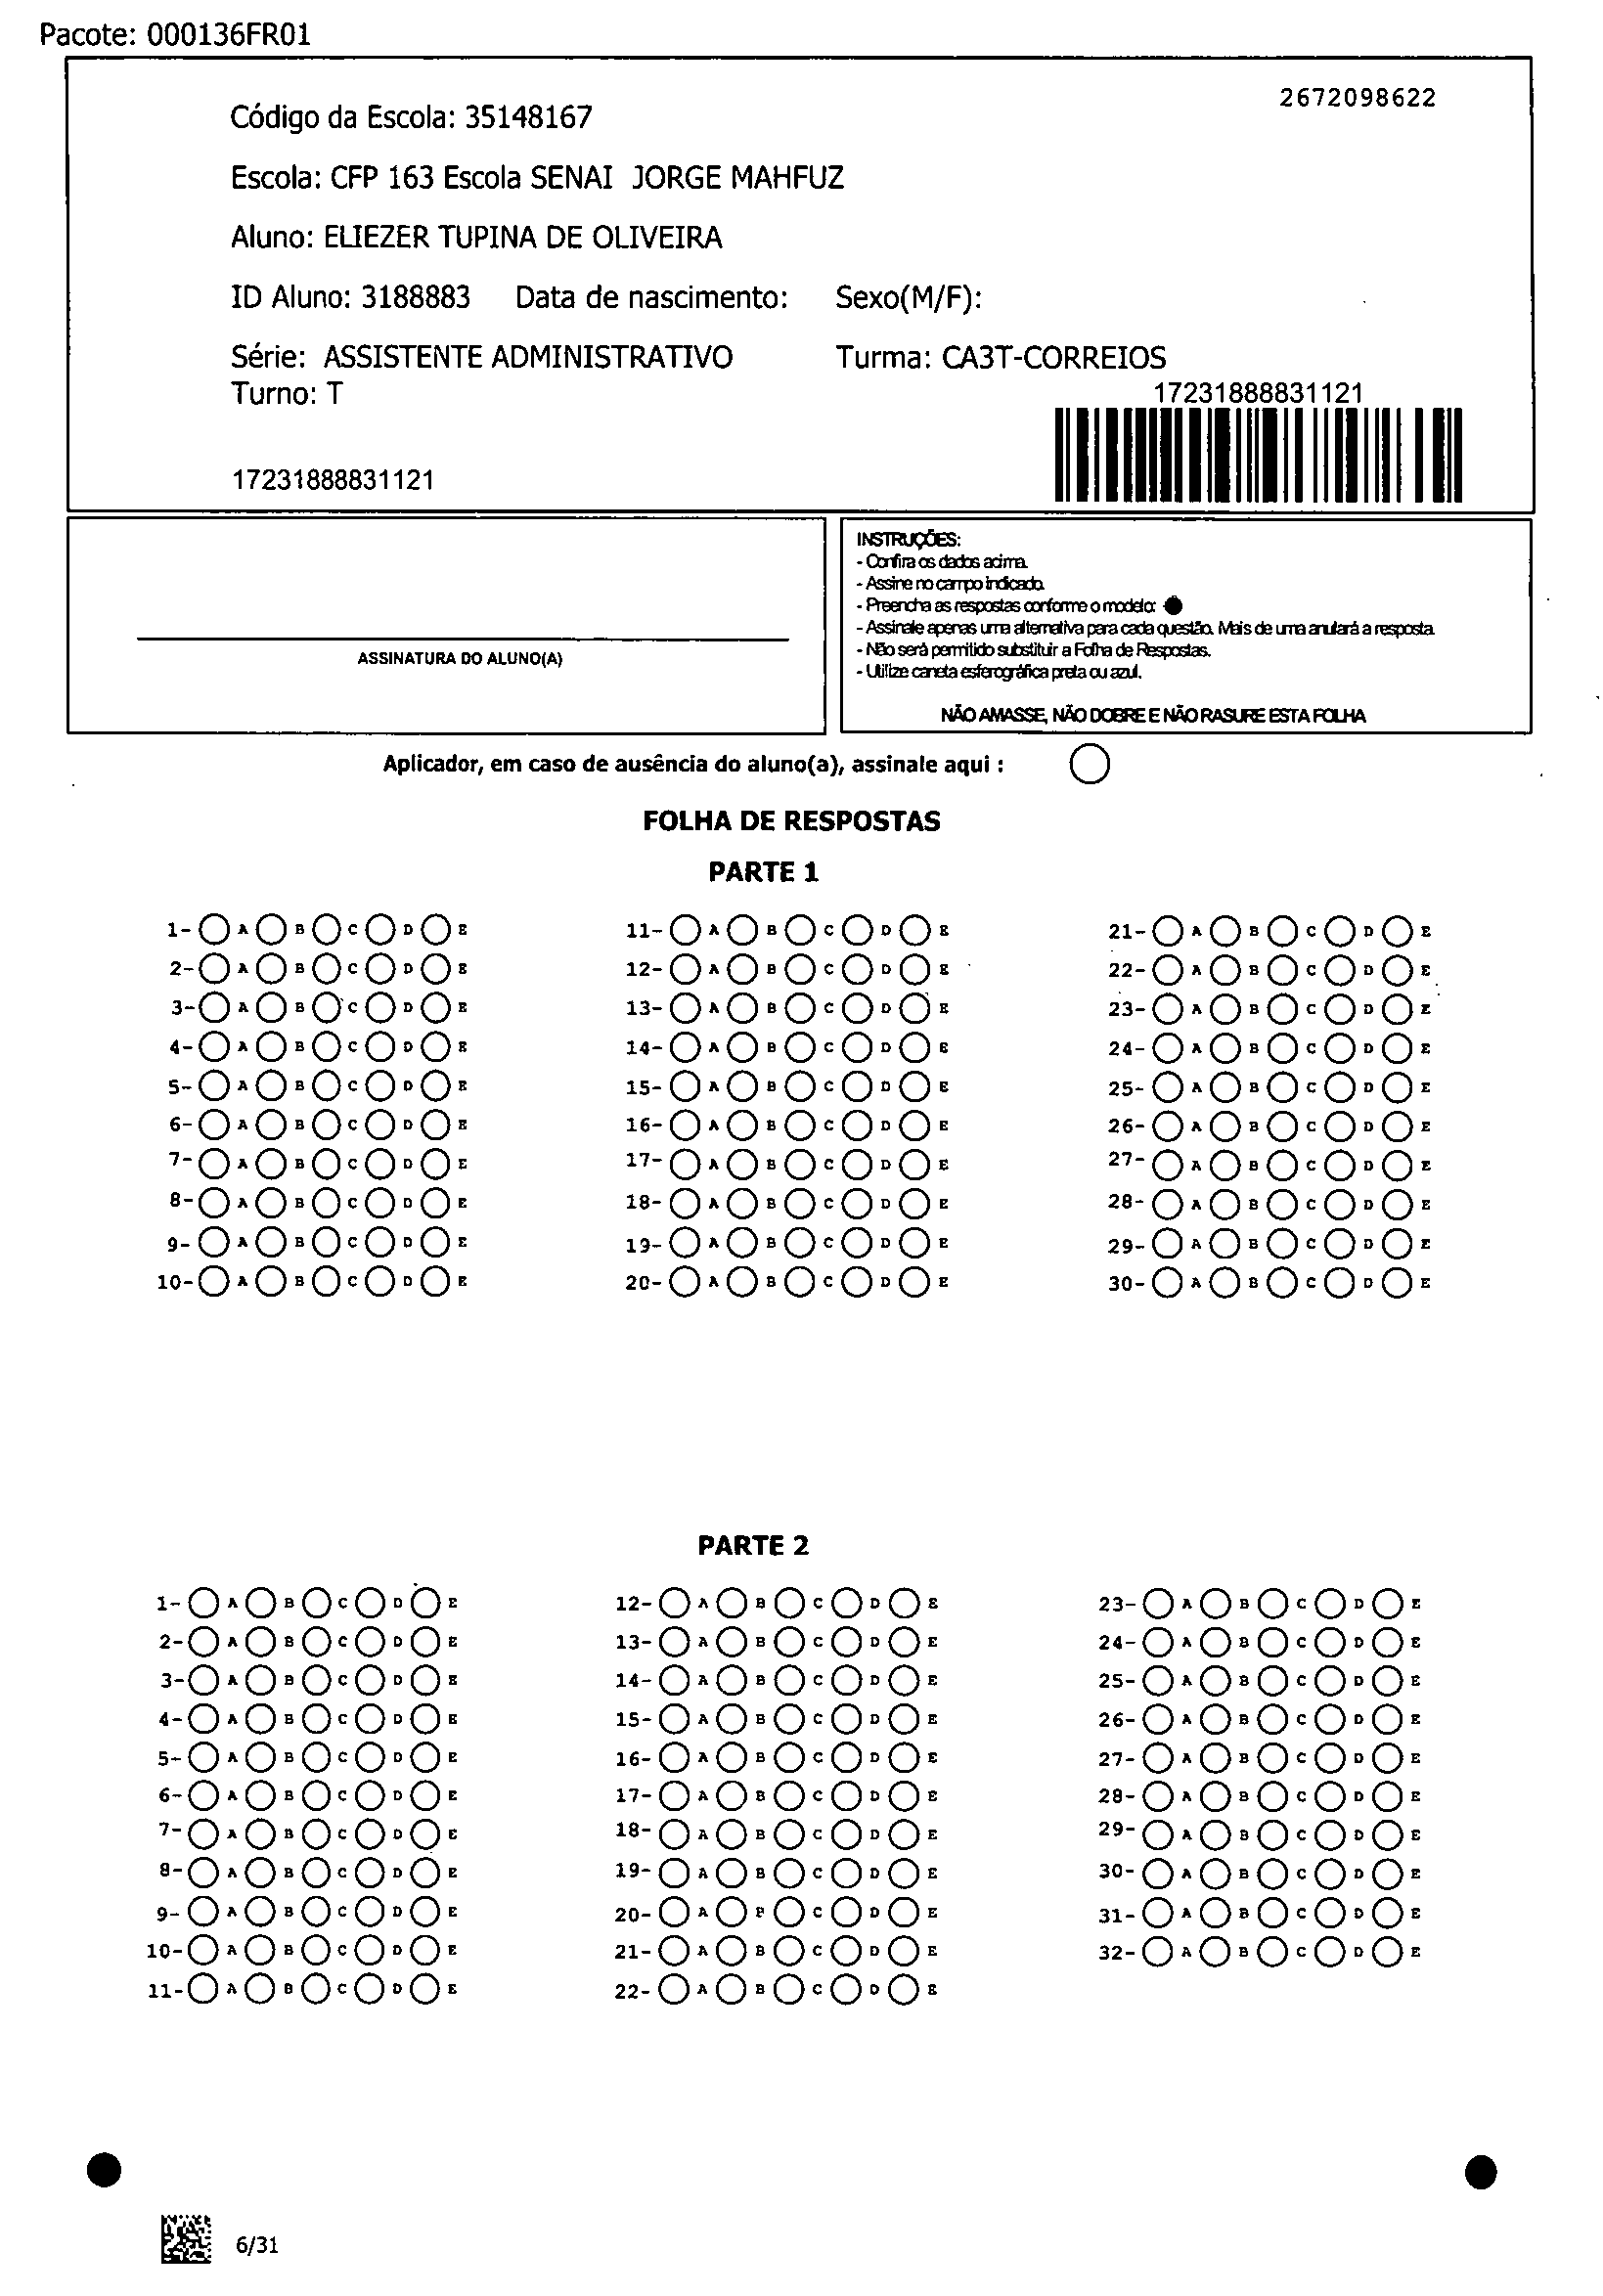 Pacote: 000136FR01
2672098622
Código da Escola: 35148167
Escola: CFP 163 Escola SENAI JORGE MAHFUZ
Aluno: ELIEZER TUPINA DE OLIVEIRA
ID Aluno: 3188883 Data de nascimento: Sexo(M/F):
Série: ASSISTENTE ADMINISTRATIVO Turma: CA3T-CORREIOS
Turno: T 17231888831121
17231888831121
ASSINATURA DO ALUNO(A)
INSTRUÇÕES:
- Confira os dados acima.
- Assine no campo indicado.
- Preencha as respostas conforme o modelo:
- Assinale apenas uma alternativa para cada questão. Mais de uma anulará a resposta.
- Não será permitido substituir a Folha de Respostas.
- Utilize caneta esferográfica preta ou azul.
NÃO AMASSE, NÃO DOBRE E NÃO RASURE ESTA FOLHA
Aplicador, em caso de ausência do aluno(a), assinale aqui :
FOLHA DE RESPOSTAS
PARTE 1
1- A B C D E 11- A B C D E 21- A B C D E
2- A B C D E 12- A B C D E 22- A B C D E
3- A B C D E 13- A B C D E 23- A B C D E
4- A B C D E 14- A B C D E 24- A B C D E
5- A B C D E 15- A B C D E 25- A B C D E
6- A B C D E 16- A B C D E 26- A B C D E
7- A B C D E 17- A B C D E 27- A B C D E
8- A B C D E 18- A B C D E 28- A B C D E
9- A B C D E 19- A B C D E 29- A B C D E
10- A B C D E 20- A B C D E 30- A B C D E
PARTE 2
1- A B C D E 12- A B C D E 23- A B C D E
2- A B C D E 13- A B C D E 24- A B C D E
3- A B C D E 14- A B C D E 25- A B C D E
4- A B C D E 15- A B C D E 26- A B C D E
5- A B C D E 16- A B C D E 27- A B C D E
6- A B C D E 17- A B C D E 28- A B C D E
7- A B C D E 18- A B C D E 29- A B C D E
8- A B C D E 19- A B C D E 30- A B C D E
9- A B C D E 20- A B C D E 31- A B C D E
10- A B C D E 21- A B C D E 32- A B C D E
11- A B C D E 22- A B C D E
6/31